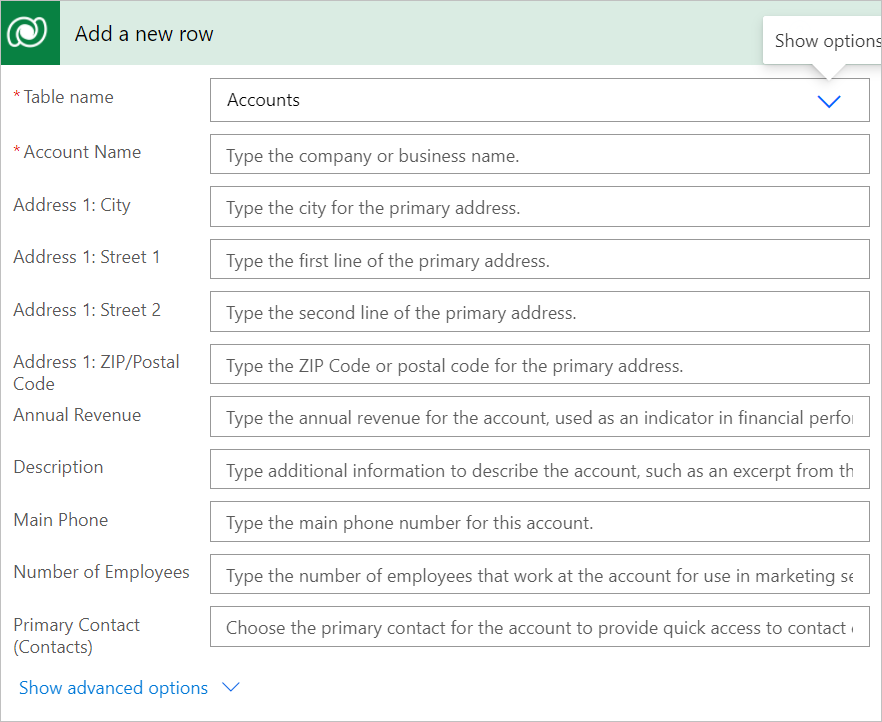 Add a new row
Show options
* Table name
Accounts
* Account Name
Type the company or business name.
Address 1: City
Type the city for the primary address.
Address 1: Street 1
Type the first line of the primary address.
Address 1: Street 2
Type the second line of the primary address.
Address 1: ZIP/Postal
Code
Type the ZIP Code or postal code for the primary address.
Annual Revenue
Type the annual revenue for the account, used as an indicator in financial perfo
Description
Type additional information to describe the account, such as an excerpt from th
Main Phone
Type the main phone number for this account.
Number of Employees
Type the number of employees that work at the account for use in marketing se
Primary Contact
(Contacts)
Choose the primary contact for the account to provide quick access to contact
Show advanced options